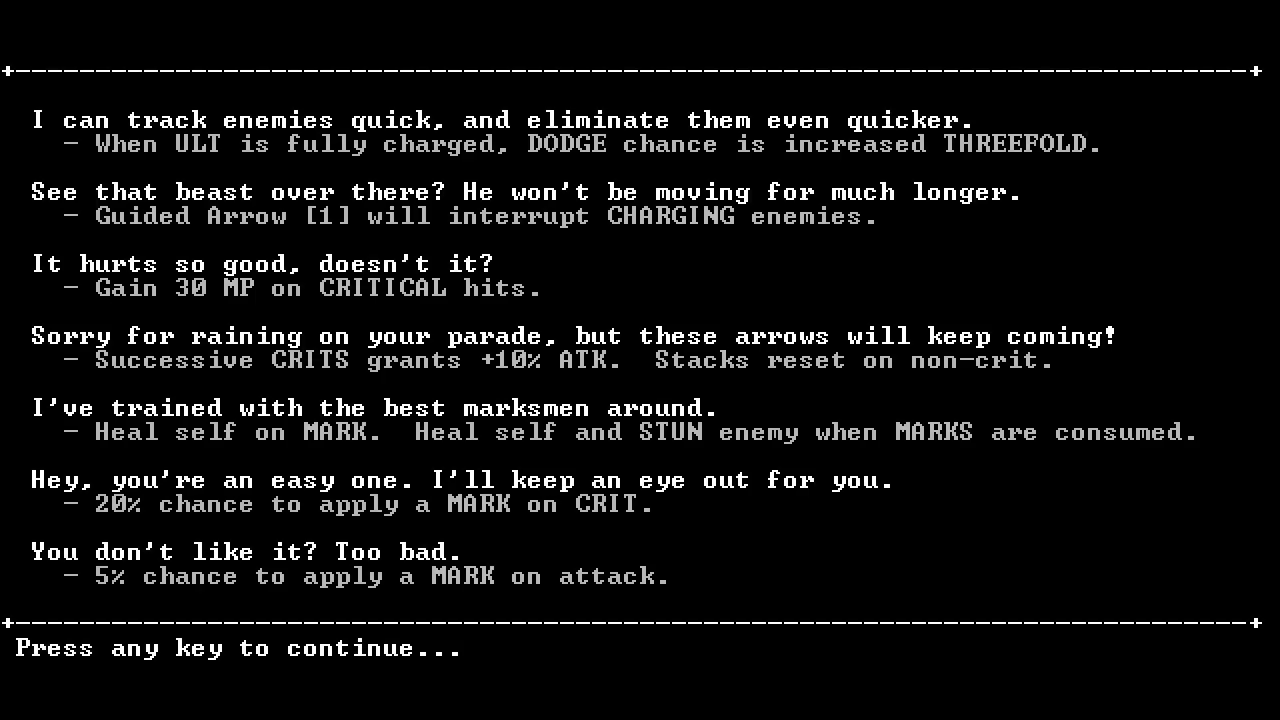 +------------------------------------------------------------------------------+
I can track enemies quick, and eliminate them even quicker.
- When ULT is fully charged, DODGE chance is increased THREEFOLD.
See that beast over there? He won't be moving for much longer.
- Guided Arrow [1] will interrupt CHARGING enemies.
It hurts so good, doesn't it?
- Gain 30 MP on CRITICAL hits.
Sorry for raining on your parade, but these arrows will keep coming!
- Successive CRITS grants +10% ATK.  Stacks reset on non-crit.
I've trained with the best marksmen around.
- Heal self on MARK.  Heal self and STUN enemy when MARKS are consumed.
Hey, you're an easy one. I'll keep an eye out for you.
- 20% chance to apply a MARK on CRIT.
You don't like it? Too bad.
- 5% chance to apply a MARK on attack.
+------------------------------------------------------------------------------+
Press any key to continue...